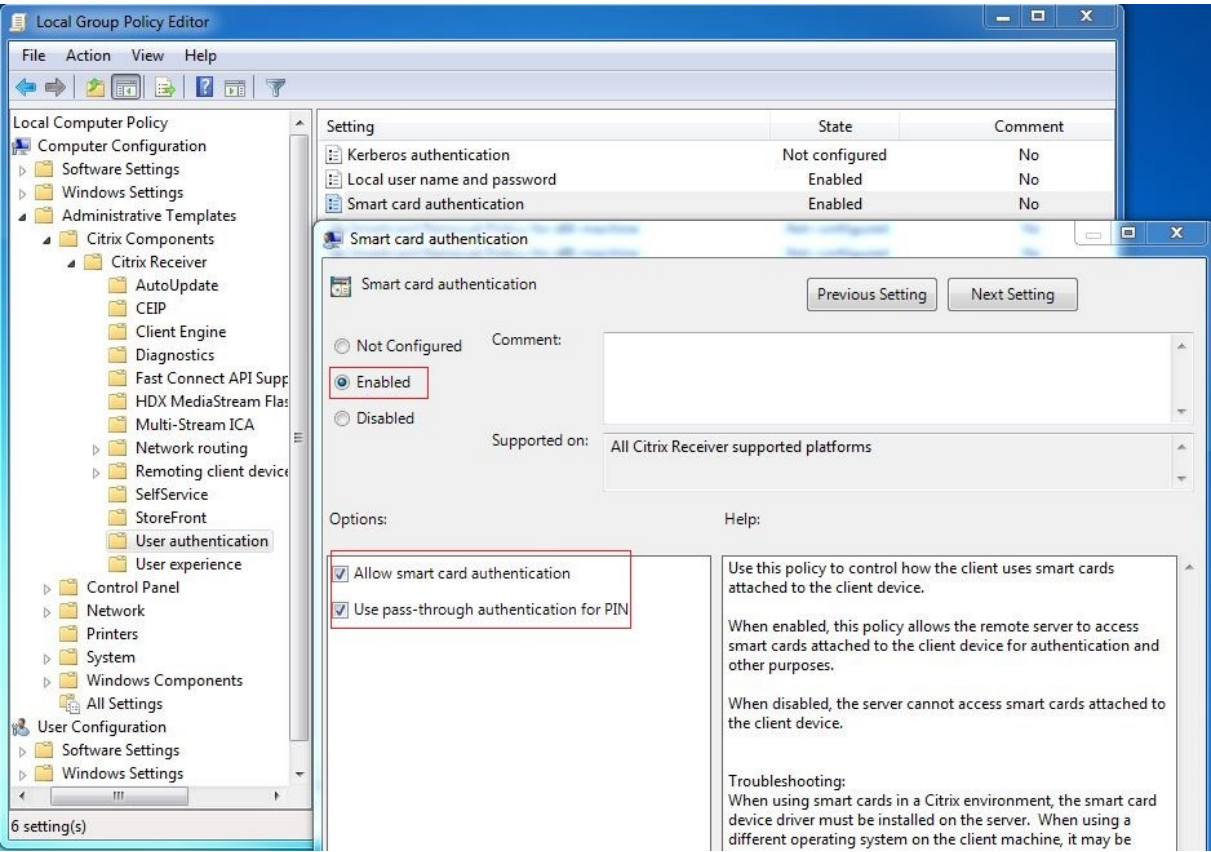 Local Group Policy Editor
File Action View Help
Local Computer Policy
Computer Configuration
Software Settings
Windows Settings
Administrative Templates
Citrix Components
Citrix Receiver
AutoUpdate
CEIP
Client Engine
Diagnostics
Fast Connect API Supp
HDX MediaStream Flas
Multi-Stream ICA
Network routing
Remoting client device
SelfService
StoreFront
User authentication
User experience
Control Panel
Network
Printers
System
Windows Components
All Settings
User Configuration
Software Settings
Windows Settings
6 setting(s)
Setting State Comment
Kerberos authentication Not configured No
Local user name and password Enabled No
Smart card authentication Enabled No
Smart card authentication
Smart card authentication
Previous Setting Next Setting
Not Configured
Enabled
Disabled
Comment:
Supported on:
All Citrix Receiver supported platforms
Options:
Allow smart card authentication
Use pass-through authentication for PIN
Help:
Use this policy to control how the client uses smart cards
attached to the client device.
When enabled, this policy allows the remote server to access
smart cards attached to the client device for authentication and
other purposes.
When disabled, the server cannot access smart cards attached to
the client device.
Troubleshooting:
When using smart cards in a Citrix environment, the smart card
device driver must be installed on the server. When using a
different operating system on the client machine, it may be